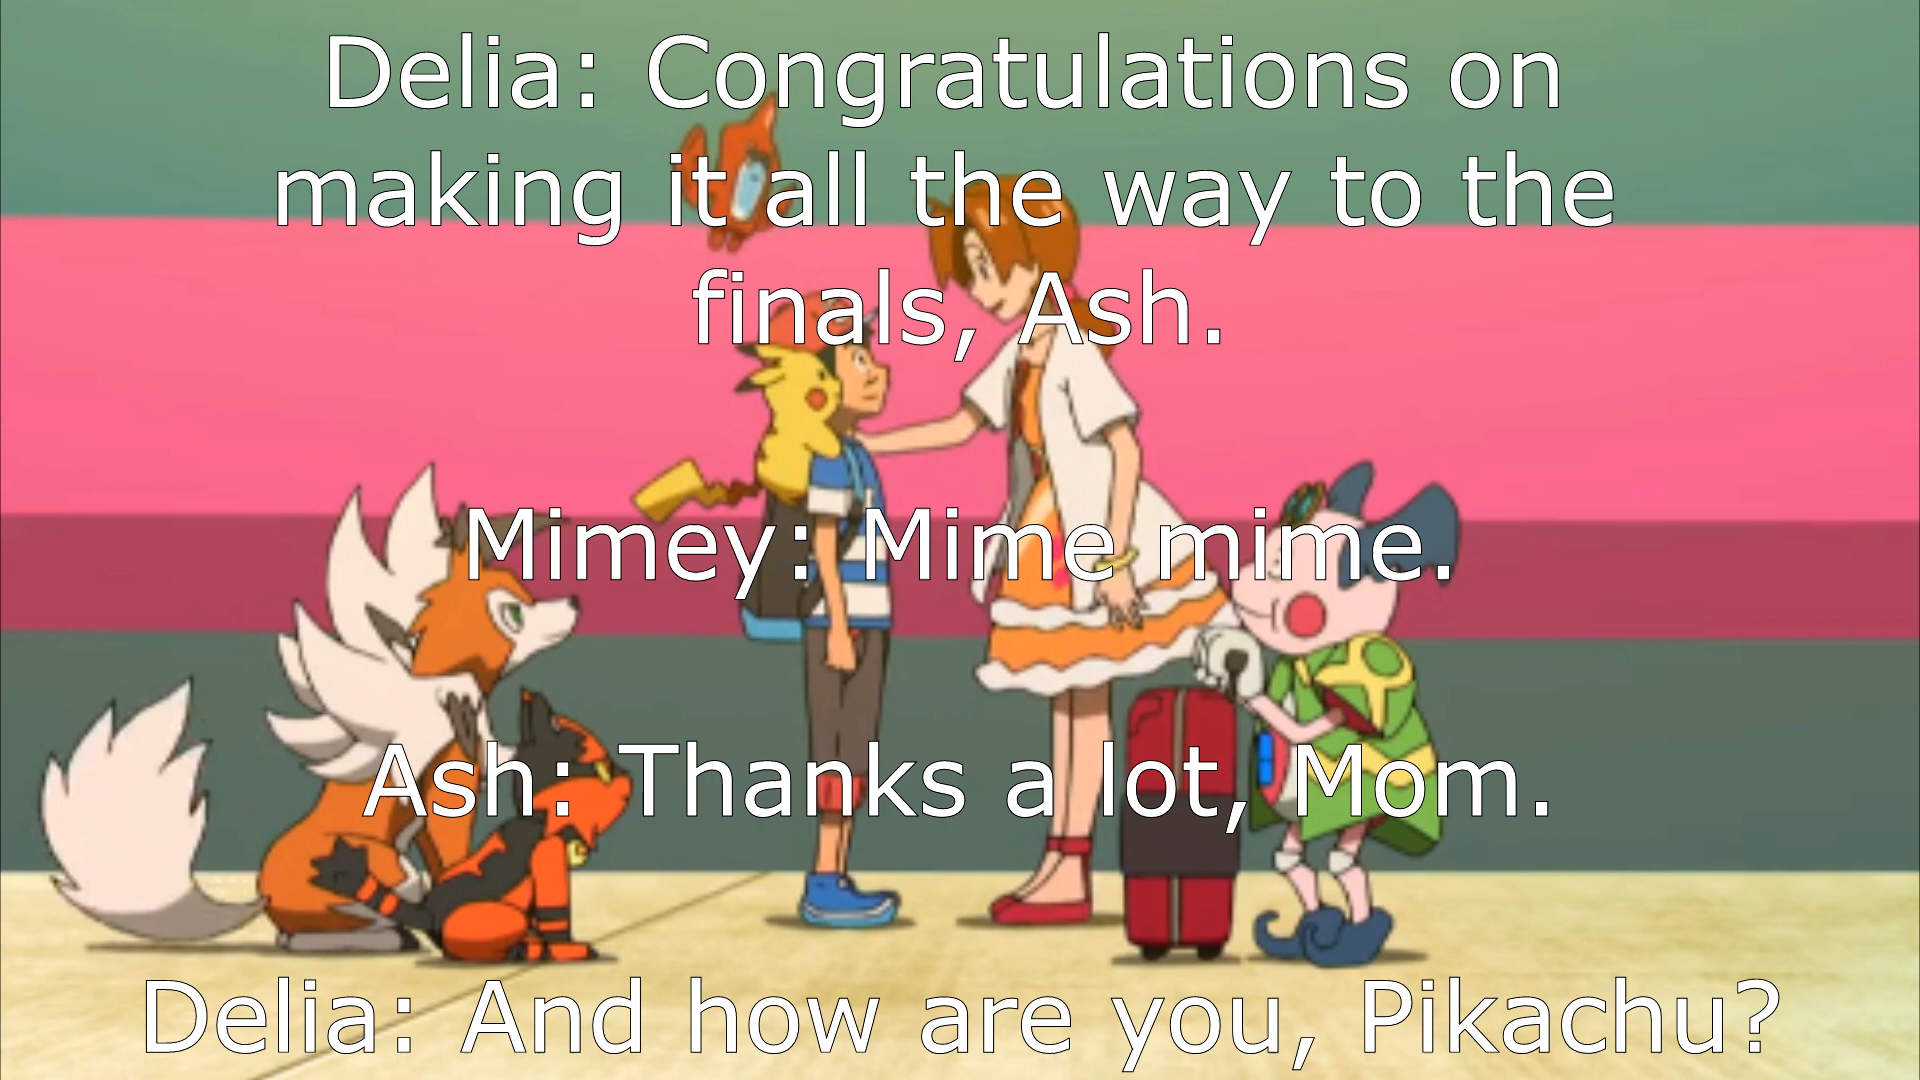 Delia: Congratulations on
making it all the way to the
finals, Ash.
Mimey: Mime mime.
Ash: Thanks a lot, Mom.
Delia: And how are you, Pikachu?